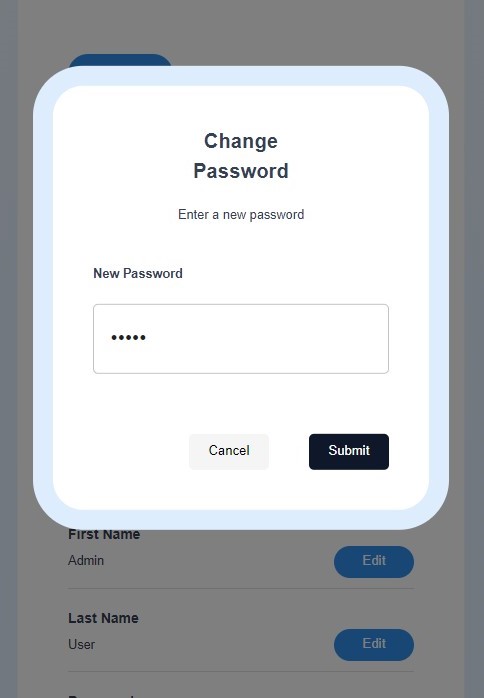 Change
Password
Enter a new password
New Password
•••••
Cancel
Submit
First Name
Admin
Edit
Last Name
User
Edit